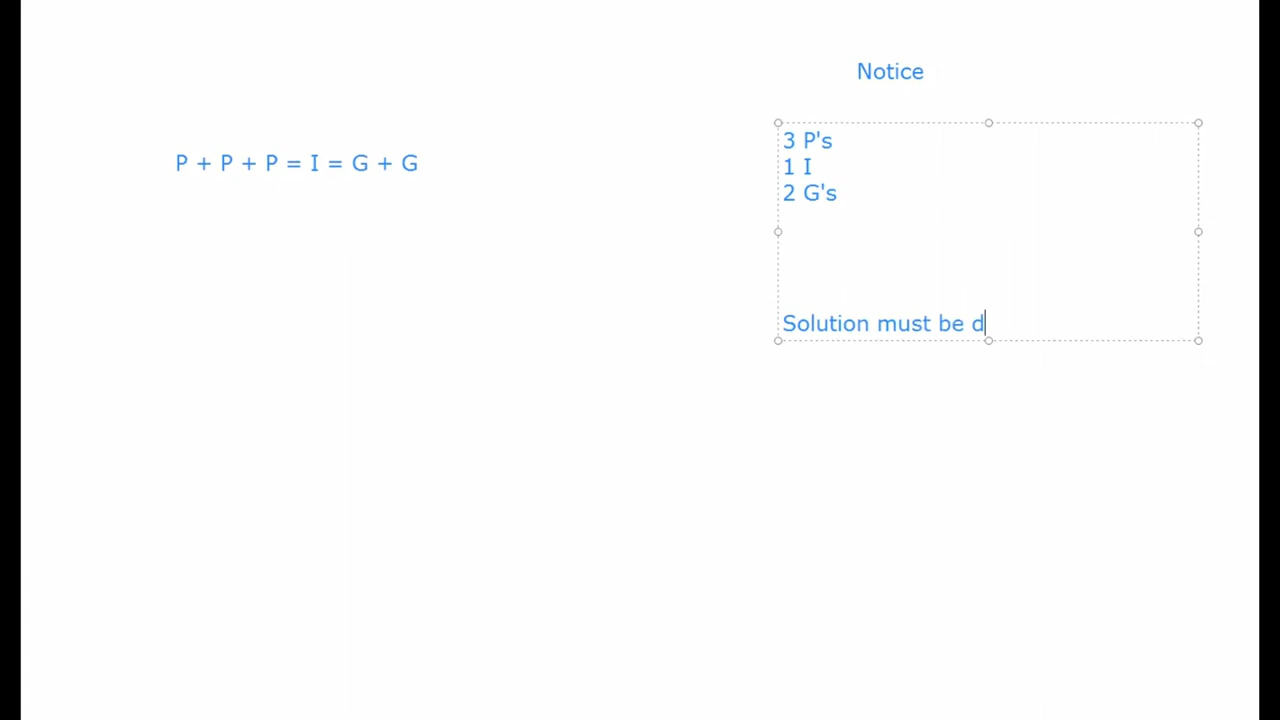 Notice
P + P + P = I = G + G
3 P's
1 I
2 G's
Solution must be d